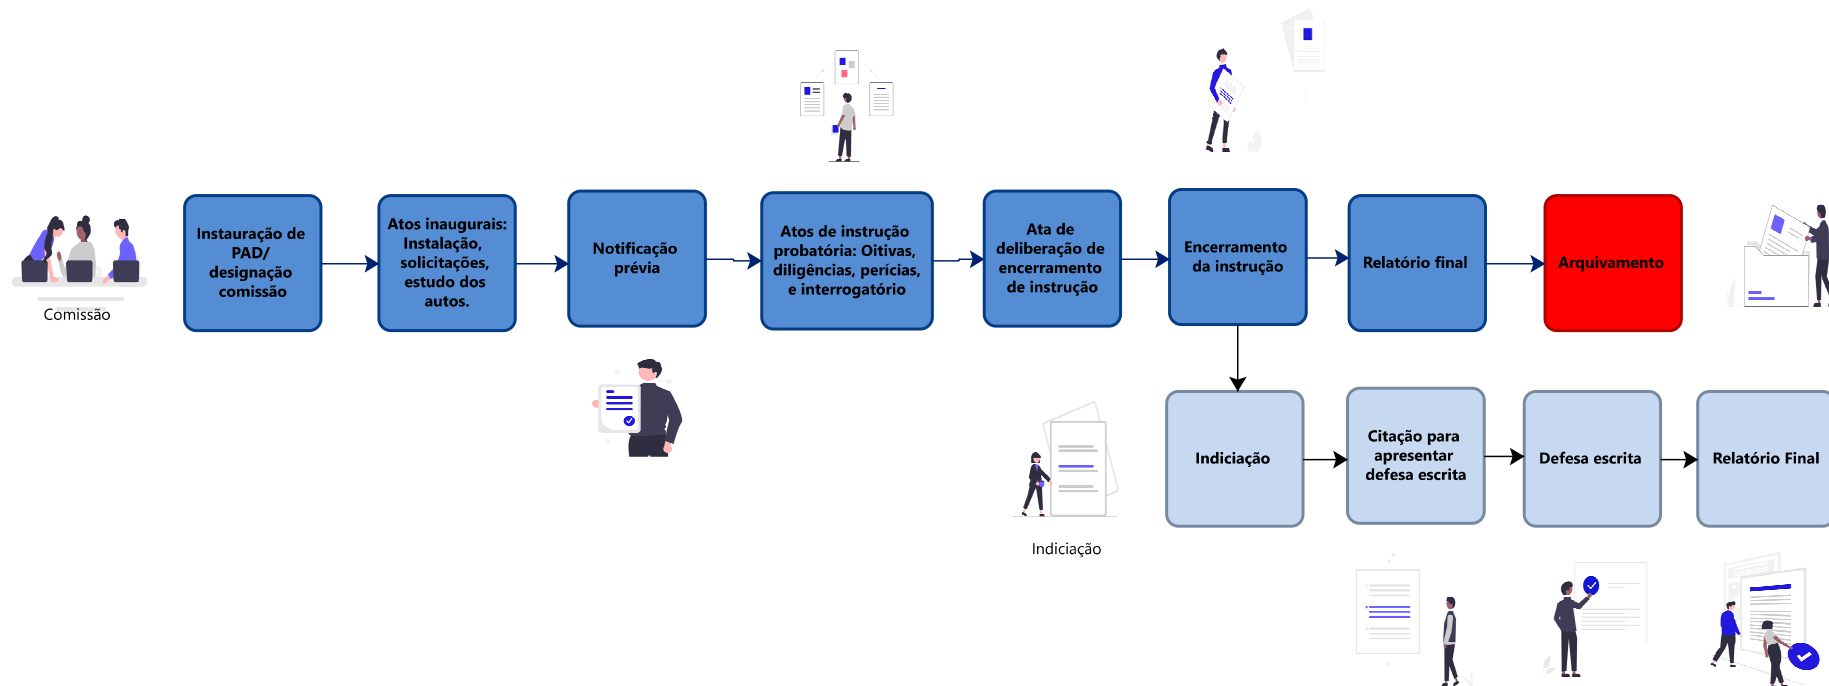 Comissão
Instauração de
PAD/
designação
comissão
Atos inaugurais:
Instalação,
solicitações,
estudo dos
autos.
Notificação
prévia
Atos de instrução
probatória: Oitivas,
diligências, perícias,
e interrogatório
Ata de
deliberação de
encerramento
de instrução
Encerramento
da instrução
Relatório final
Arquivamento
Indiciação
Indiciação
Citação para
apresentar
defesa escrita
Defesa escrita
Relatório Final